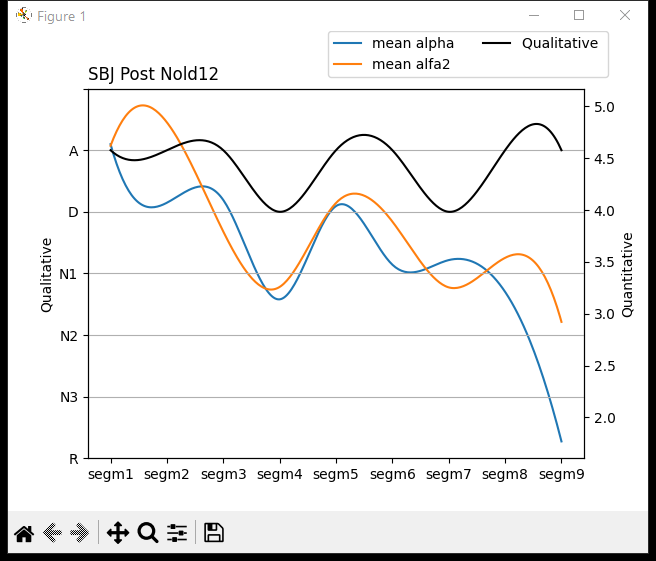 Figure 1
mean alpha
Qualitative
mean alfa2
SBJ Post Nold12
A
D
N1
N2
N3
R
Qualitative
5.0
4.5
4.0
3.5
3.0
2.5
2.0
Quantitative
segm1 segm2 segm3 segm4 segm5 segm6 segm7 segm8 segm9